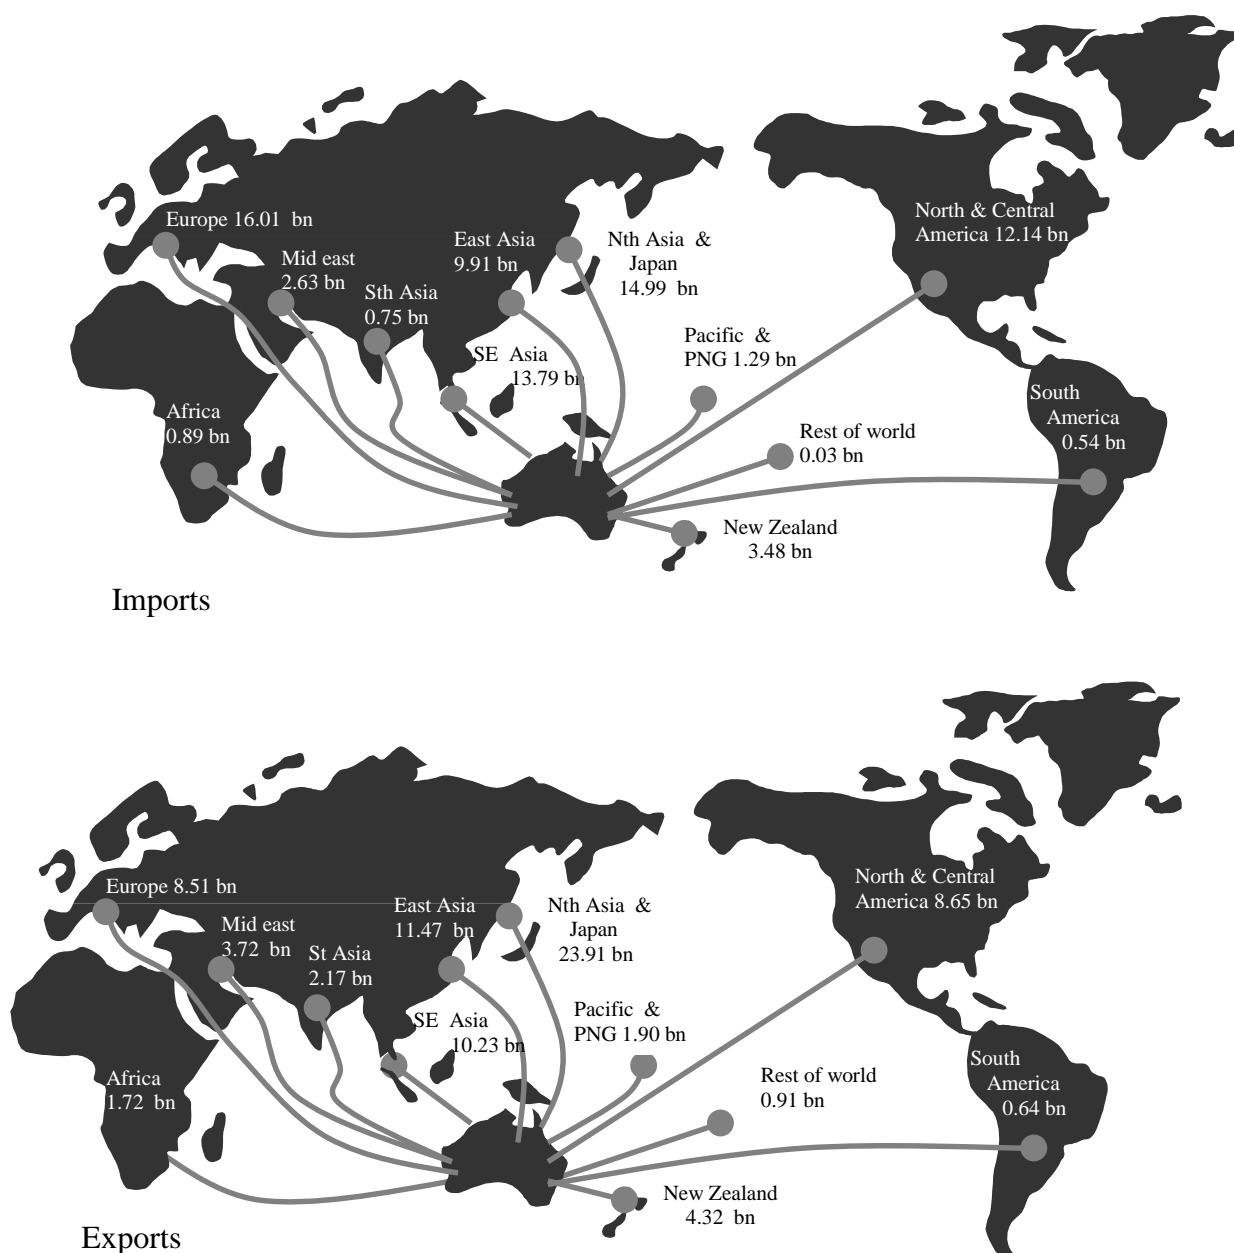 Europe 16.01 bn
Mid east
2.63 bn
Sth Asia
0.75 bn
East Asia
9.91 bn
Nth Asia &
Japan
14.99 bn
North & Central
America 12.14 bn
SE Asia
13.79 bn
Pacific &
PNG 1.29 bn
Africa
0.89 bn
South
America
0.54 bn
Rest of world
0.03 bn
New Zealand
3.48 bn
Imports
Europe 8.51 bn
Mid east
3.72 bn
St Asia
2.17 bn
East Asia
11.47 bn
Nth Asia &
Japan
23.91 bn
North & Central
America 8.65 bn
SE Asia
10.23 bn
Pacific &
PNG 1.90 bn
Africa
1.72 bn
South
America
0.64 bn
Rest of world
0.91 bn
New Zealand
4.32 bn
Exports